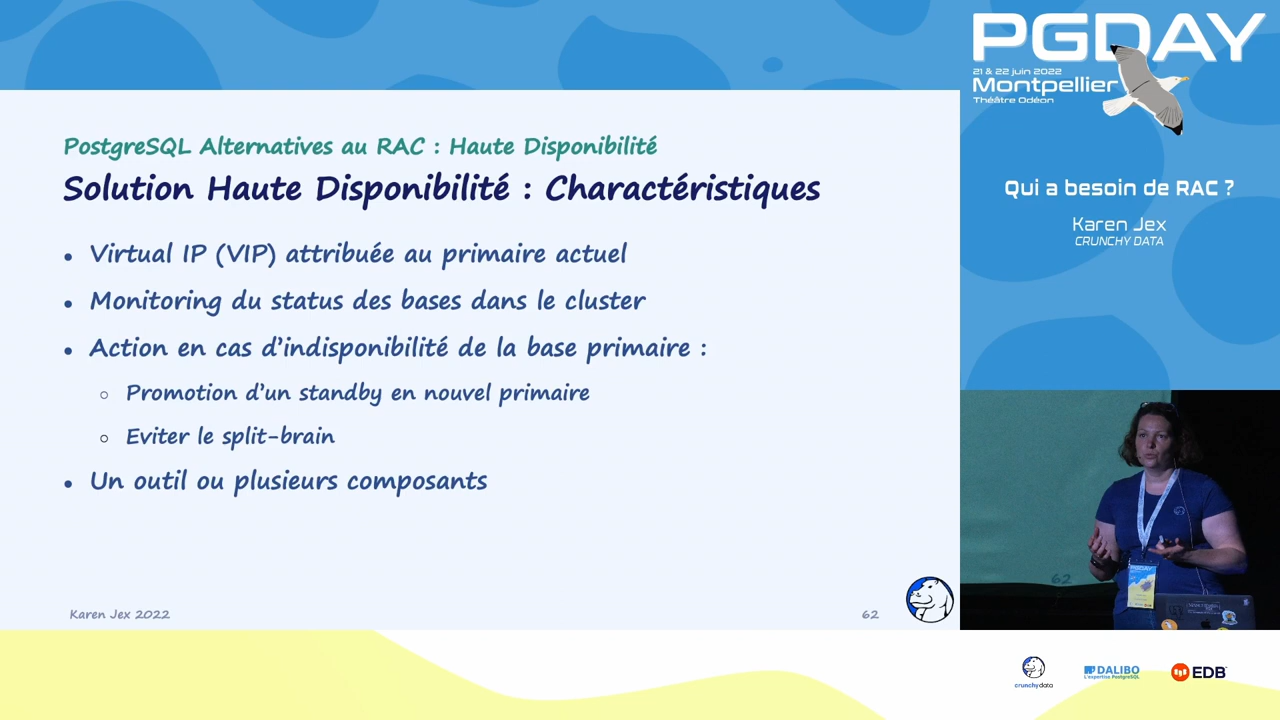 PostgreSQL Alternatives au RAC : Haute Disponibilité
Solution Haute Disponibilité : Charactéristiques
• Virtual IP (VIP) attribuée au primaire actuel
• Monitoring du status des bases dans le cluster
• Action en cas d'indisponibilité de la base primaire :
○ Promotion d'un standby en nouvel primaire
○ Eviter le split-brain
• Un outil ou plusieurs composants
Karen Jex 2022
62
PGDAY
21 & 22 juin 2022
Montpellier
Théâtre Odéon
Qui a besoin de RAC ?
Karen Jex
CRUNCHY DATA
62
PGDAY
crunchydata
DALIBO
L'expertise PostgreSQL
EDB